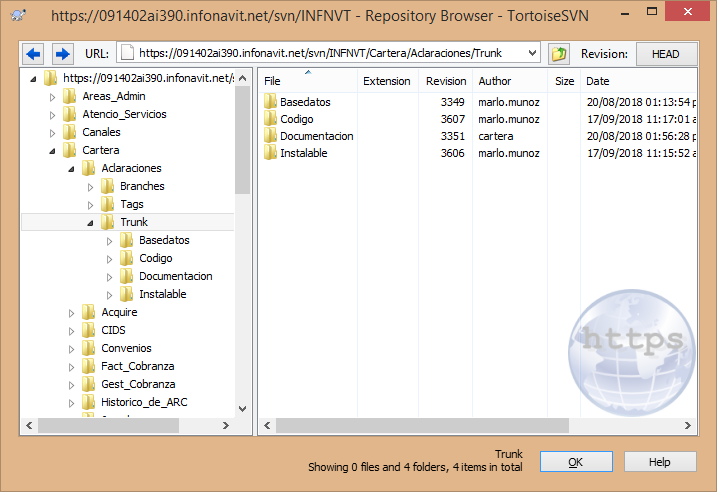 https://091402ai390.infonavit.net/svn/INFNVT - Repository Browser - TortoiseSVN
URL: https://091402ai390.infonavit.net/svn/INFNVT/Cartera/Aclaraciones/Trunk Revision: HEAD
https://091402ai390.infonavit.net/s
Areas_Admin
Atencio_Servicios
Canales
Cartera
Aclaraciones
Branches
Tags
Trunk
Basedatos
Codigo
Documentacion
Instalable
Acquire
CIDS
Convenios
Fact_Cobranza
Gest_Cobranza
Historico_de_ARC
File Extension Revision Author Size Date
Basedatos 3349 marlo.munoz 20/08/2018 01:13:54 p
Codigo 3607 marlo.munoz 17/09/2018 11:17:01 a
Documentacion 3351 cartera 20/08/2018 01:56:28 p
Instalable 3606 marlo.munoz 17/09/2018 11:15:52 a
https
Trunk
Showing 0 files and 4 folders, 4 items in total
OK
Help